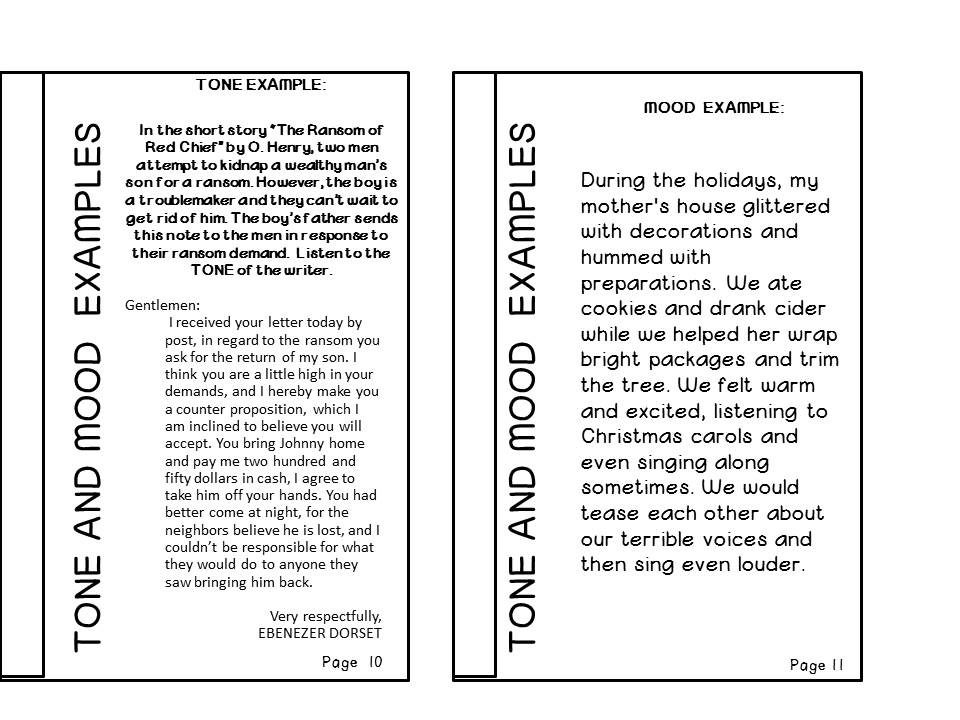 TONE AND MOOD EXAMPLES
TONE EXAMPLE:
In the short story "The Ransom of
Red Chief" by O. Henry, two men
attempt to kidnap a wealthy man's
son for a ransom. However, the boy is
a troublemaker and they can't wait to
get rid of him. The boy's father sends
this note to the men in response to
their ransom demand. Listen to the
TONE of the writer.
Gentlemen:
I received your letter today by
post, in regard to the ransom you
ask for the return of my son. I
think you are a little high in your
demands, and I hereby make you
a counter proposition, which I
am inclined to believe you will
accept. You bring Johnny home
and pay me two hundred and
fifty dollars in cash, I agree to
take him off your hands. You had
better come at night, for the
neighbors believe he is lost, and I
couldn't be responsible for what
they would do to anyone they
saw bringing him back.
Very respectfully,
EBENEZER DORSET
Page 10
TONE AND MOOD EXAMPLES
MOOD EXAMPLE:
During the holidays, my
mother's house glittered
with decorations and
hummed with
preparations. We ate
cookies and drank cider
while we helped her wrap
bright packages and trim
the tree. We felt warm
and excited, listening to
Christmas carols and
even singing along
sometimes. We would
tease each other about
our terrible voices and
then sing even louder.
Page 11